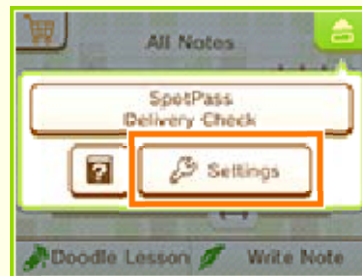 All Notes
SpotPass
Delivery Check
?
Settings
Doodle Lesson
Write Note